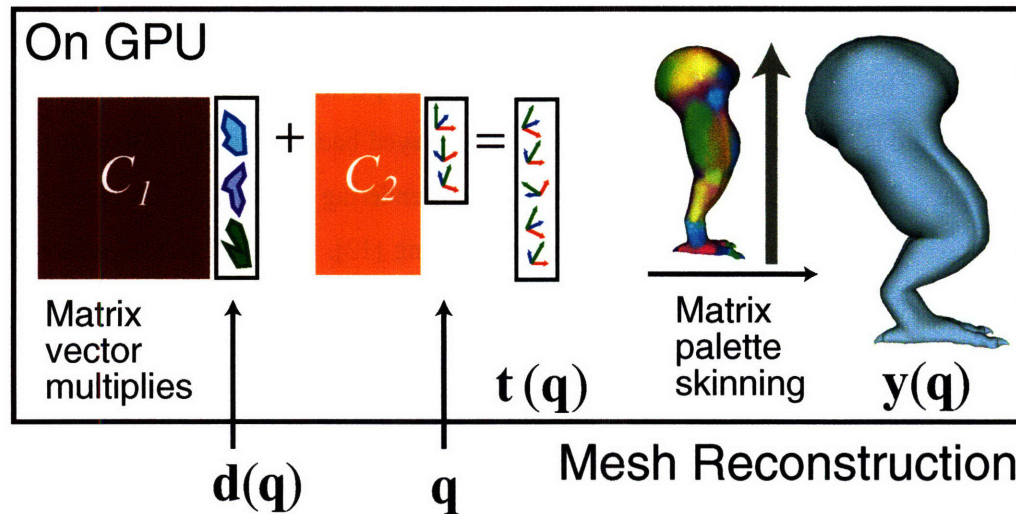 On GPU
C1 + C2 =
Matrix
vector
multiplies
t(q)
Matrix
palette
skinning
y(q)
d(q)
q
Mesh Reconstruction